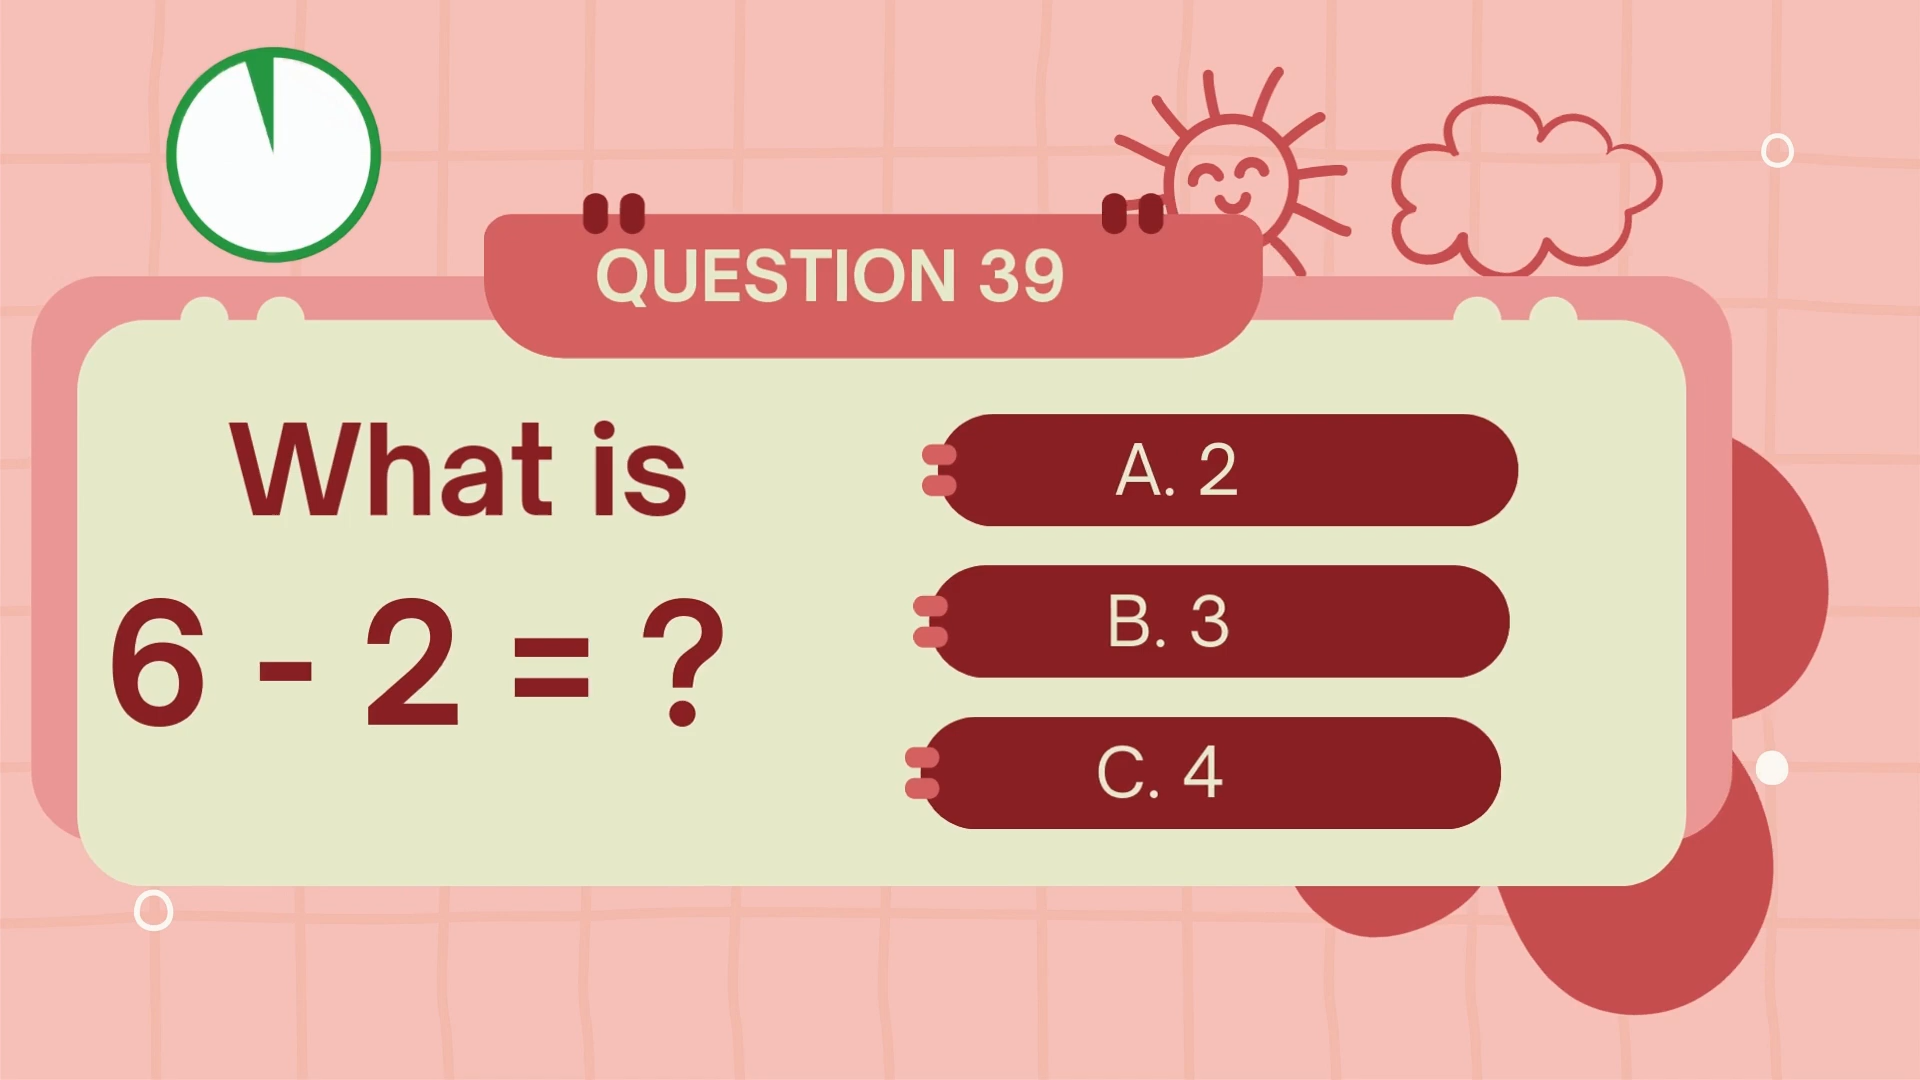 QUESTION 39
What is
6 - 2 = ?
A. 2
B. 3
C. 4